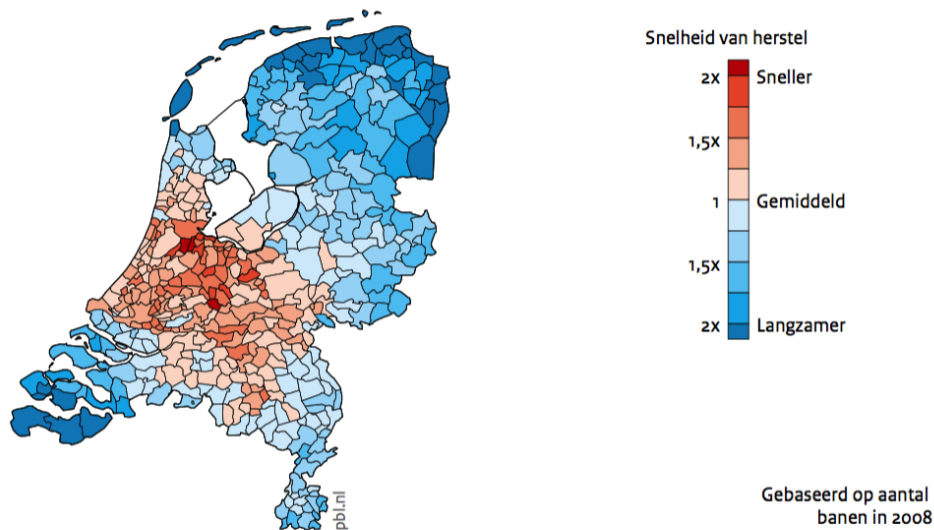 Snelheid van herstel
2x Sneller
1,5x
1 Gemiddeld
1,5x
2x Langzamer
pbl.nl
Gebaseerd op aantal
banen in 2008